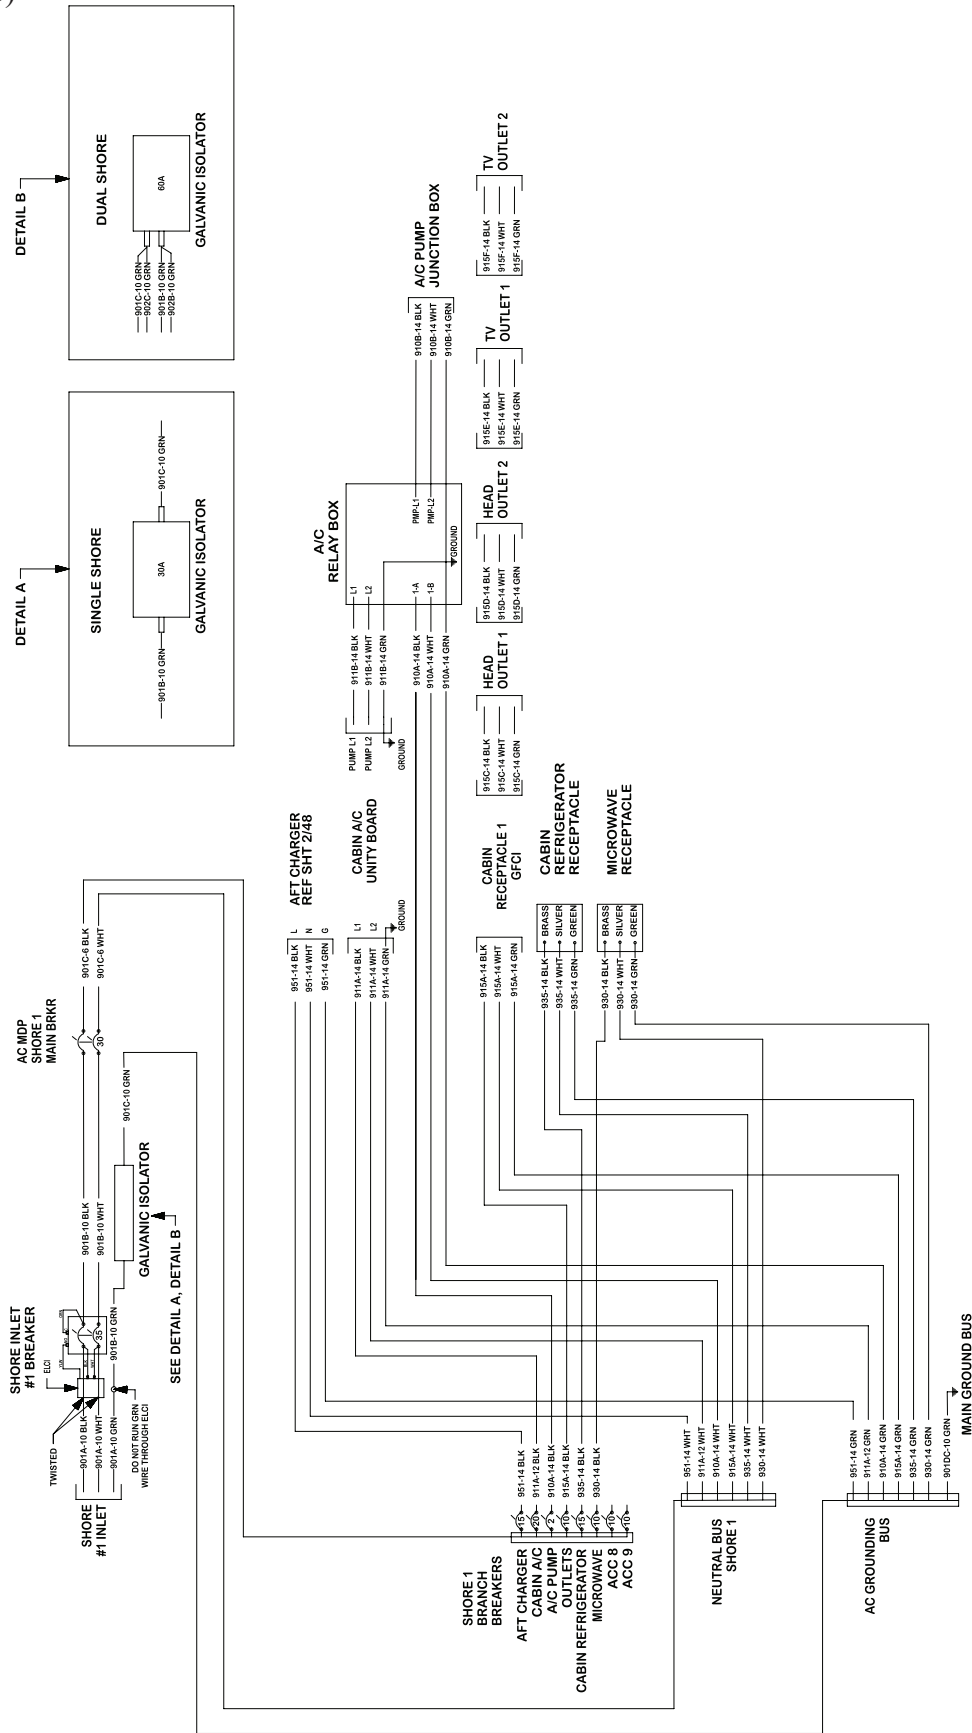 DETAIL B
DUAL SHORE
60A
901C-10 GRN
902C-10 GRN
901B-10 GRN
902B-10 GRN
GALVANIC ISOLATOR
DETAIL A
SINGLE SHORE
901B-10 GRN
30A
901C-10 GRN
GALVANIC ISOLATOR
SHORE INLET
#1 BREAKER
ELCI
TWISTED
35
BLK
WHT
901A-10 BLK
901A-10 WHT
901A-10 GRN
SHORE
#1 INLET
DO NOT RUN GRN
WIRE THROUGH ELCI
901B-10 BLK
901B-10 WHT
901B-10 GRN
GALVANIC ISOLATOR
SEE DETAIL A, DETAIL B
901C-10 GRN
AC MDP
SHORE 1
MAIN BRKR
30
901C-6 BLK
901C-6 WHT
AFT CHARGER
REF SHT 2/48
951-14 BLK
951-14 WHT
951-14 GRN
L
N
G
CABIN A/C
UNITY BOARD
911A-14 BLK
911A-14 WHT
911A-14 GRN
L1
L2
GROUND
PUMP L1
PUMP L2
GROUND
911B-14 BLK
911B-14 WHT
911B-14 GRN
A/C
RELAY BOX
L1
L2
1-A
1-B
PMP-L1
PMP-L2
GROUND
910A-14 BLK
910A-14 WHT
910A-14 GRN
A/C PUMP
JUNCTION BOX
910B-14 BLK
910B-14 WHT
910B-14 GRN
CABIN
RECEPTACLE 1
GFCI
915A-14 BLK
915A-14 WHT
915A-14 GRN
HEAD
OUTLET 1
915C-14 BLK
915C-14 WHT
915C-14 GRN
HEAD
OUTLET 2
915D-14 BLK
915D-14 WHT
915D-14 GRN
TV
OUTLET 1
915E-14 BLK
915E-14 WHT
915E-14 GRN
TV
OUTLET 2
915F-14 BLK
915F-14 WHT
915F-14 GRN
CABIN
REFRIGERATOR
RECEPTACLE
935-14 BLK
935-14 WHT
935-14 GRN
BRASS
SILVER
GREEN
MICROWAVE
RECEPTACLE
930-14 BLK
930-14 WHT
930-14 GRN
BRASS
SILVER
GREEN
SHORE 1
BRANCH
BREAKERS
AFT CHARGER
CABIN A/C
A/C PUMP
OUTLETS
CABIN REFRIGERATOR
MICROWAVE
ACC 8
ACC 9
15
20
2
10
15
10
10
10
951-14 BLK
911A-12 BLK
910A-14 BLK
915A-14 BLK
935-14 BLK
930-14 BLK
NEUTRAL BUS
SHORE 1
951-14 WHT
911A-12 WHT
910A-14 WHT
915A-14 WHT
935-14 WHT
930-14 WHT
AC GROUNDING
BUS
951-14 GRN
911A-12 GRN
910A-14 GRN
915A-14 GRN
935-14 GRN
930-14 GRN
901DC-10 GRN
MAIN GROUND BUS